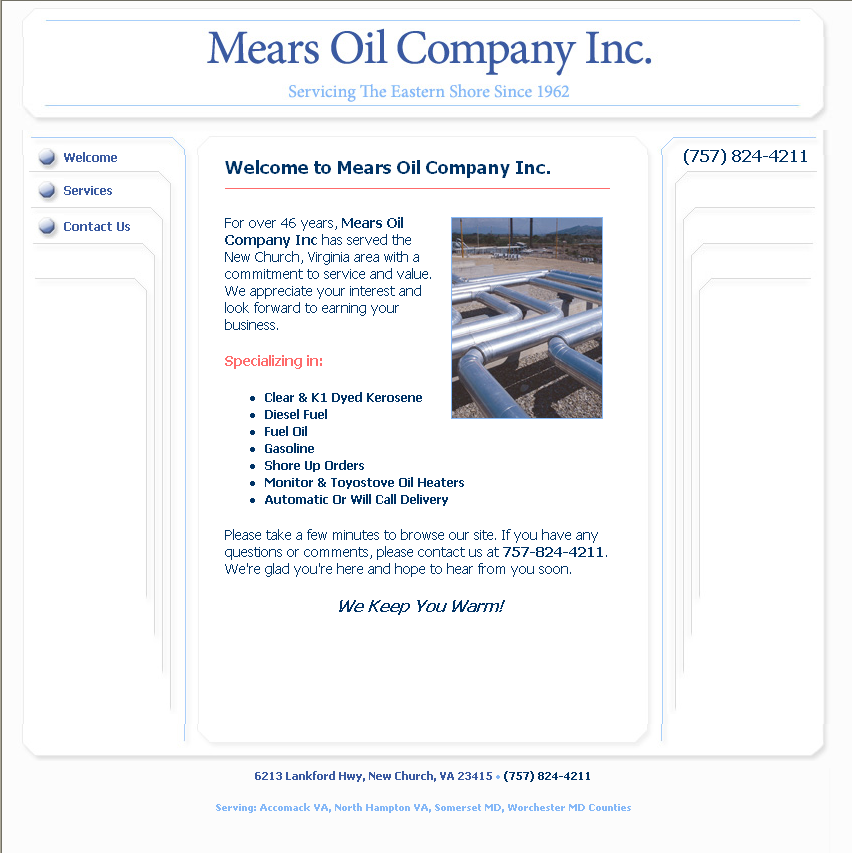 Mears Oil Company Inc.
Servicing The Eastern Shore Since 1962
Welcome
Services
Contact Us
(757) 824-4211
Welcome to Mears Oil Company Inc.
For over 46 years, Mears Oil
Company Inc has served the
New Church, Virginia area with a
commitment to service and value.
We appreciate your interest and
look forward to earning your
business.
Specializing in:
• Clear & K1 Dyed Kerosene
• Diesel Fuel
• Fuel Oil
• Gasoline
• Shore Up Orders
• Monitor & Toyostove Oil Heaters
• Automatic Or Will Call Delivery
Please take a few minutes to browse our site. If you have any
questions or comments, please contact us at 757-824-4211.
We're glad you're here and hope to hear from you soon.
We Keep You Warm!
6213 Lankford Hwy, New Church, VA 23415 • (757) 824-4211
Serving: Accomack VA, North Hampton VA, Somerset MD, Worchester MD Counties